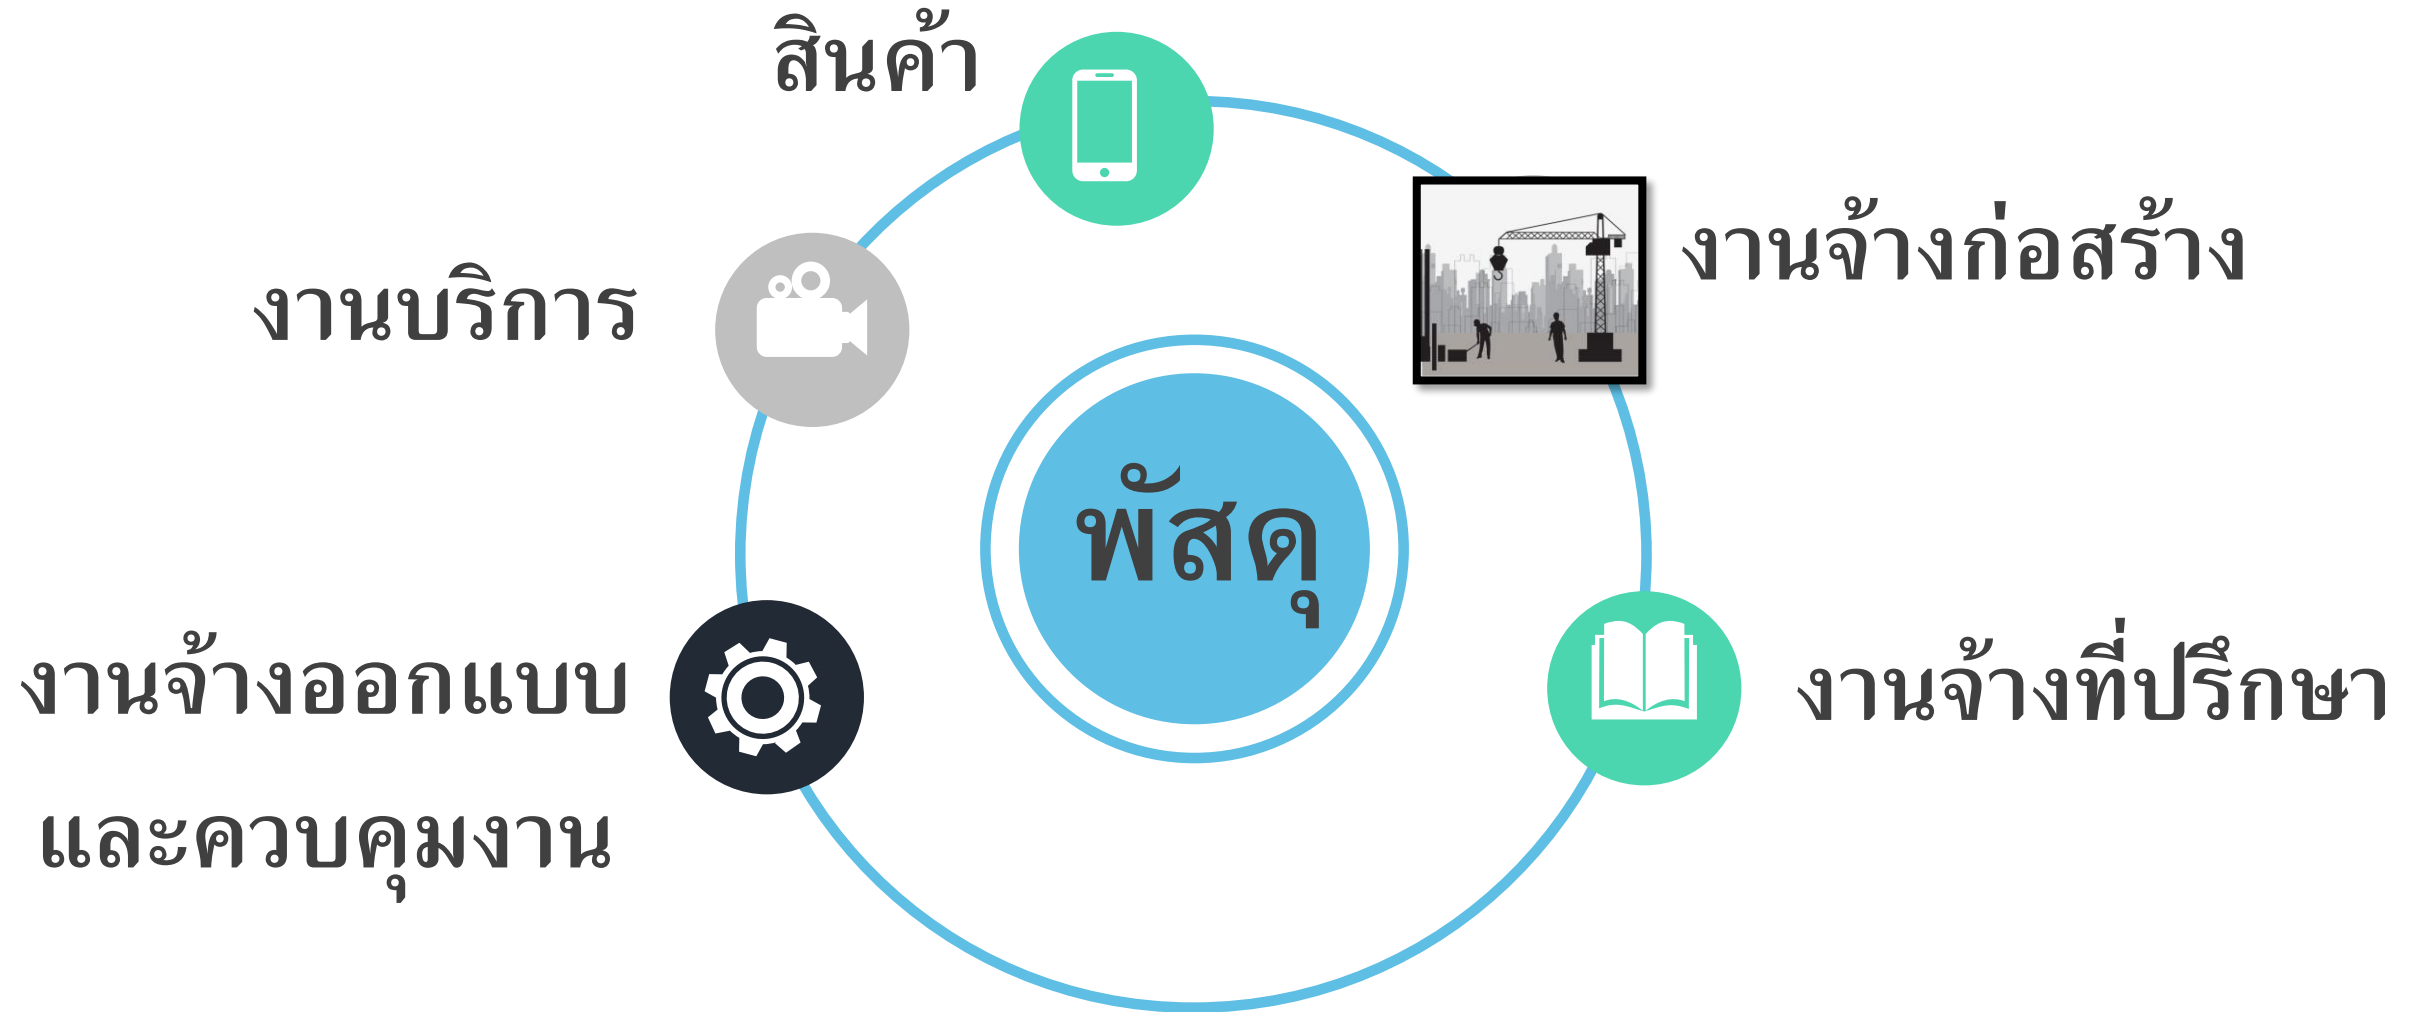 สินค้า
งานจ้างก่อสร้าง
งานบริการ
พัสดุ
งานจ้างออกแบบ
และควบคุมงาน
งานจ้างที่ปรึกษา